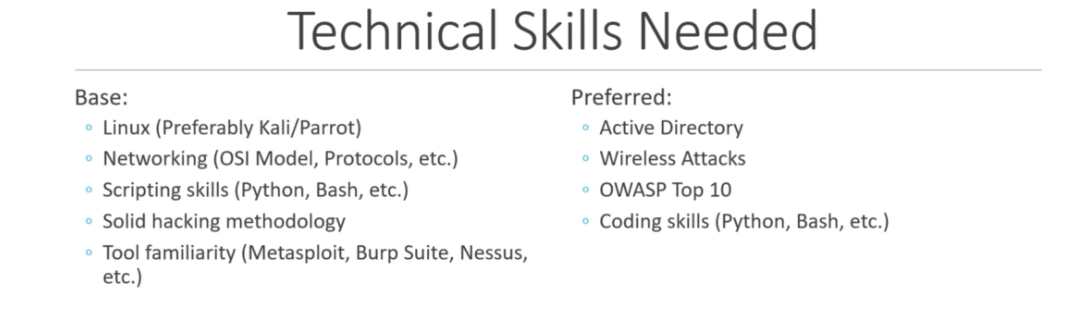 Technical Skills Needed
Base:
° Linux (Preferably Kali/Parrot)
° Networking (OSI Model, Protocols, etc.)
° Scripting skills (Python, Bash, etc.)
° Solid hacking methodology
° Tool familiarity (Metasploit, Burp Suite, Nessus,
etc.)
Preferred:
° Active Directory
° Wireless Attacks
° OWASP Top 10
° Coding skills (Python, Bash, etc.)